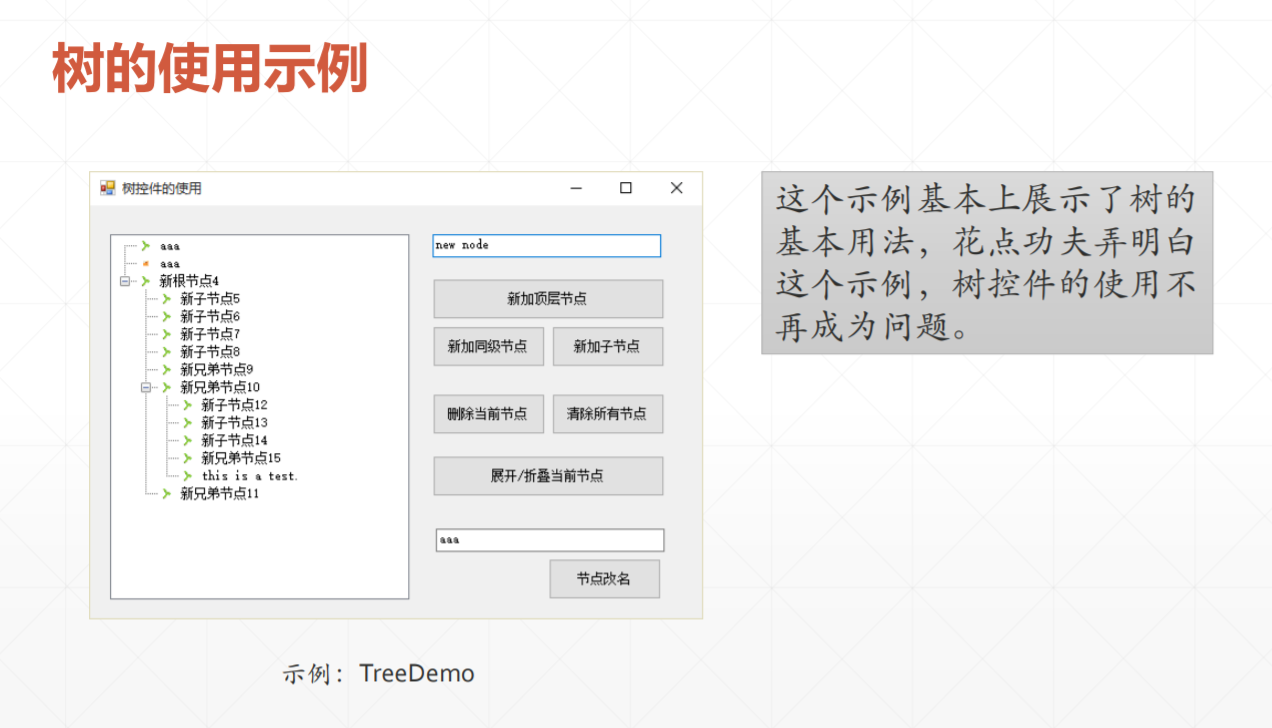 树的使用示例
树控件的使用
aaa
aaa
新根节点4
新子节点5
新子节点6
新子节点7
新子节点8
新兄弟节点9
新兄弟节点10
新子节点12
新子节点13
新子节点14
新兄弟节点15
this is a test.
新兄弟节点11
new node
新加顶层节点
新加同级节点
新加子节点
删除当前节点
清除所有节点
展开/折叠当前节点
aaa
节点改名
这个示例基本上展示了树的
基本用法，花点功夫弄明白
这个示例，树控件的使用不
再成为问题。
示例：TreeDemo